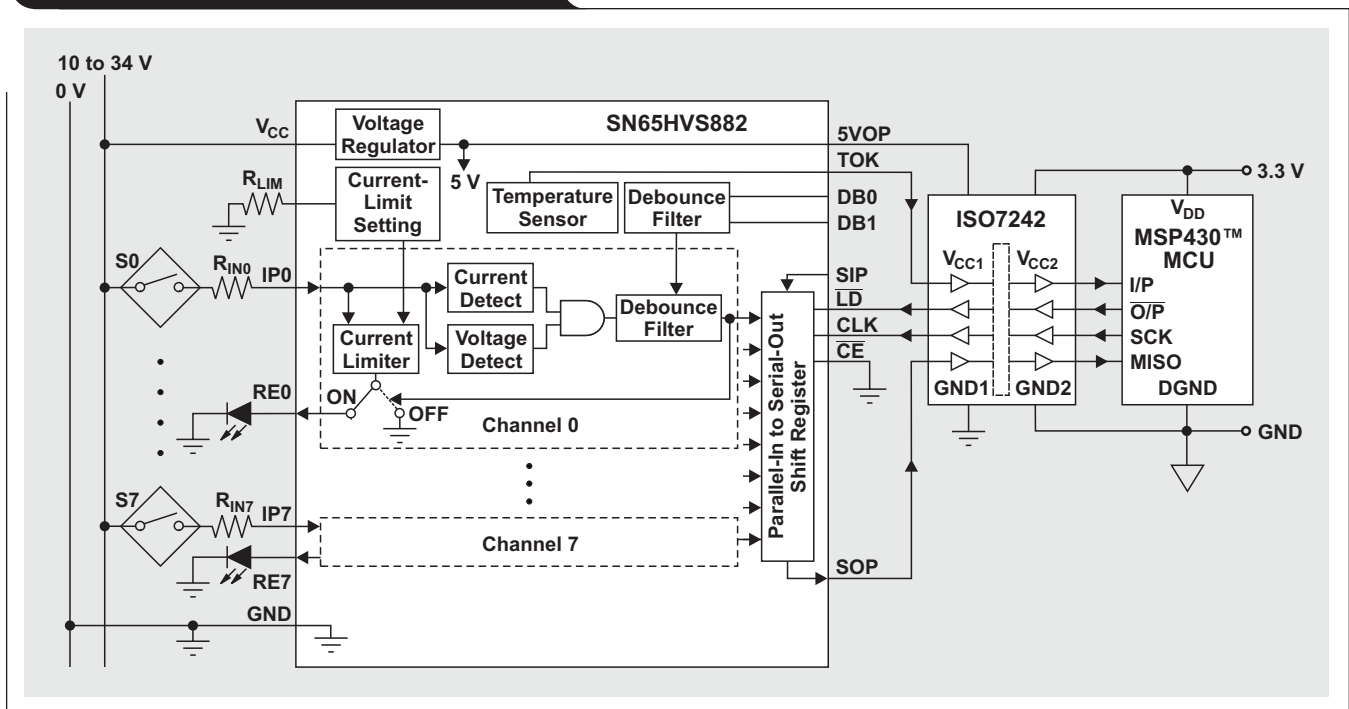 10 to 34 V
0 V
VCC
Voltage
Regulator
SN65HVS882
5VOP
TOK
5 V
RLIM
Current-
Limit
Setting
Temperature
Sensor
Debounce
Filter
DB0
DB1
3.3 V
VDD
MSP430™
MCU
ISO7242
VCC1
VCC2
S0
RIN0
IP0
Current
Detect
Voltage
Detect
Current
Limiter
Debounce
Filter
SIP
L̅D̅
CLK
C̅E̅
I/P
O̅/̅P̅
SCK
MISO
GND1
GND2
DGND
GND
RE0
ON
OFF
Channel 0
Parallel-In to Serial-Out
Shift Register
S7
RIN7
IP7
Channel 7
RE7
SOP
GND